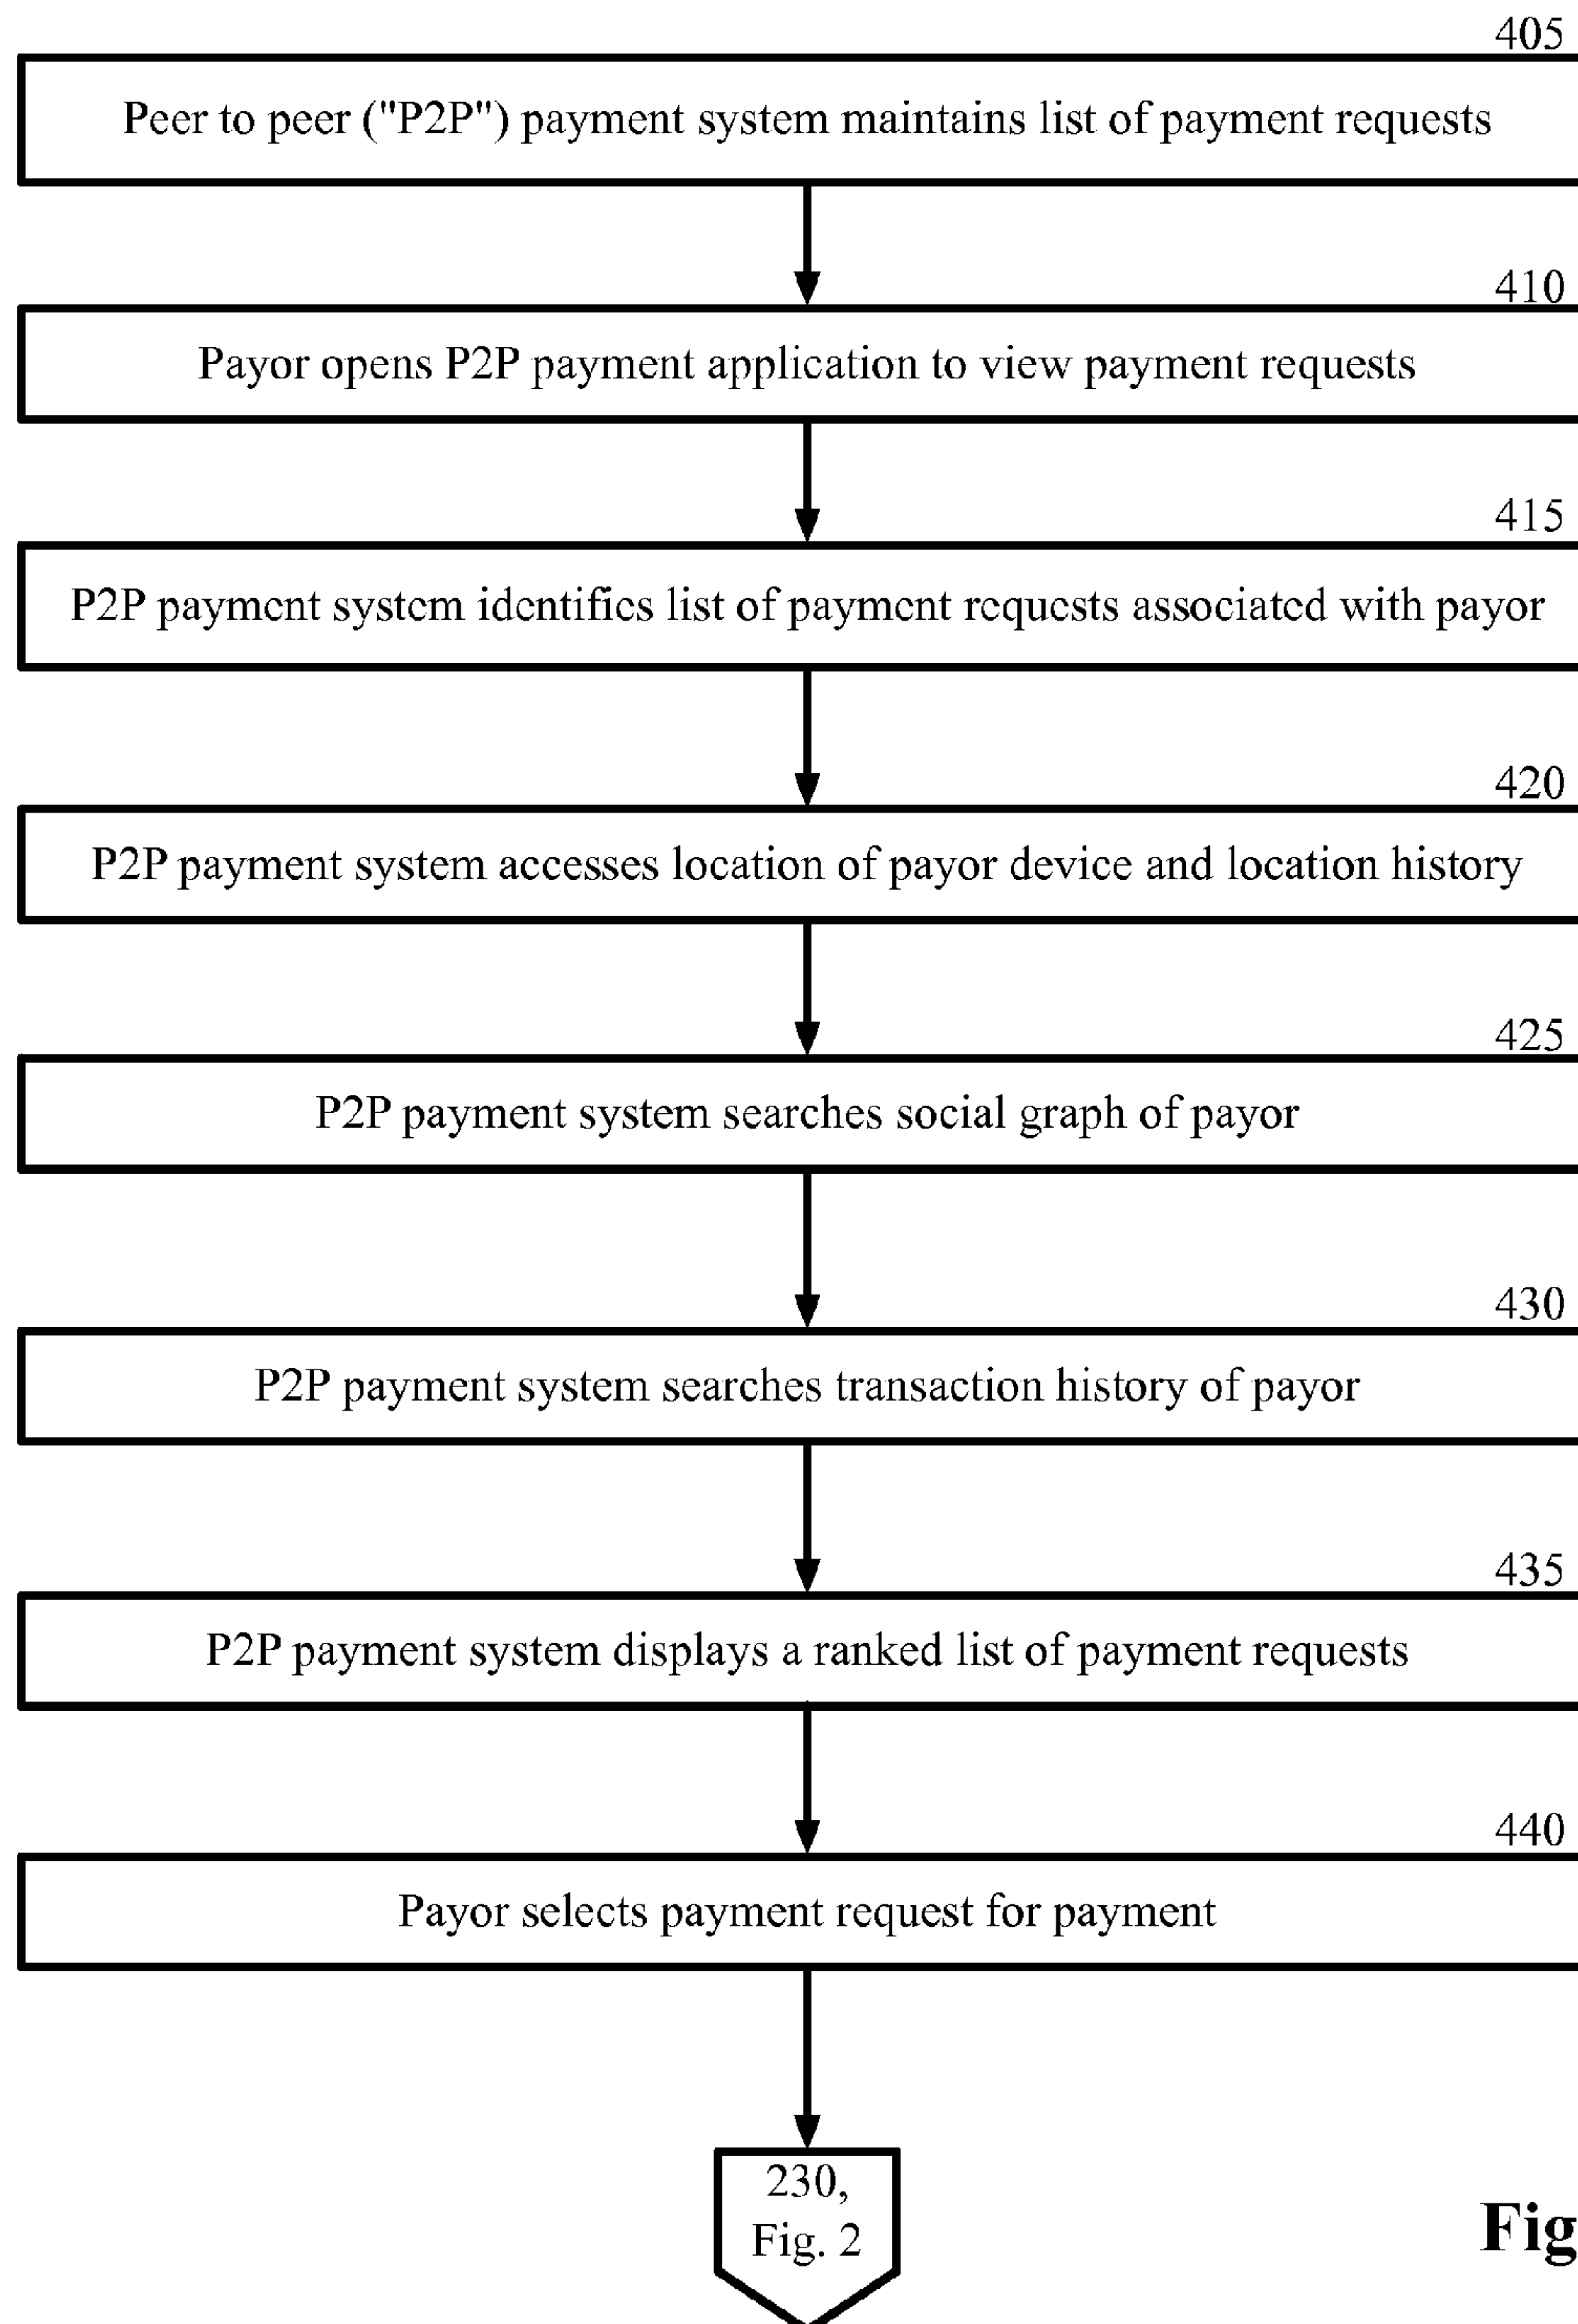 405
Peer to peer ("P2P") payment system maintains list of payment requests
410
Payor opens P2P payment application to view payment requests
415
P2P payment system identifies list of payment requests associated with payor
420
P2P payment system accesses location of payor device and location history
425
P2P payment system searches social graph of payor
430
P2P payment system searches transaction history of payor
435
P2P payment system displays a ranked list of payment requests
440
Payor selects payment request for payment
230,
Fig. 2
Fig